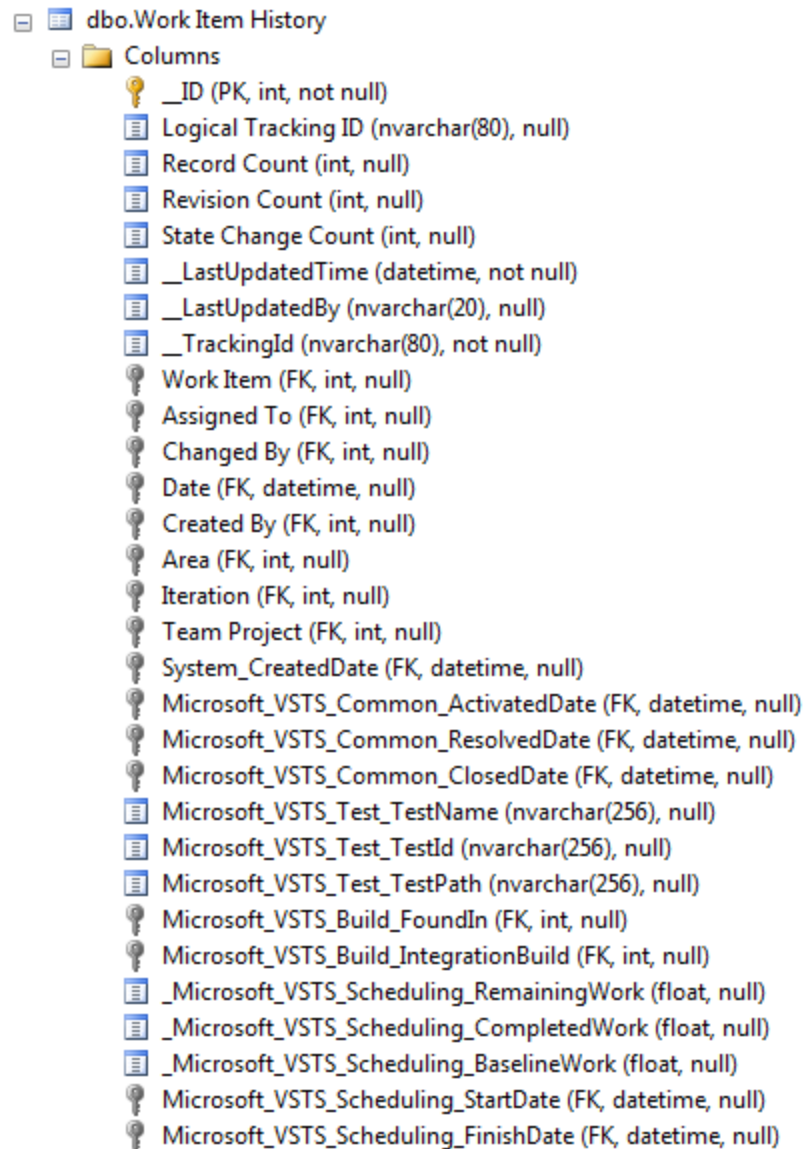 dbo.Work Item History
Columns
__ID (PK, int, not null)
Logical Tracking ID (nvarchar(80), null)
Record Count (int, null)
Revision Count (int, null)
State Change Count (int, null)
__LastUpdatedTime (datetime, not null)
__LastUpdatedBy (nvarchar(20), null)
__TrackingId (nvarchar(80), not null)
Work Item (FK, int, null)
Assigned To (FK, int, null)
Changed By (FK, int, null)
Date (FK, datetime, null)
Created By (FK, int, null)
Area (FK, int, null)
Iteration (FK, int, null)
Team Project (FK, int, null)
System_CreatedDate (FK, datetime, null)
Microsoft_VSTS_Common_ActivatedDate (FK, datetime, null)
Microsoft_VSTS_Common_ResolvedDate (FK, datetime, null)
Microsoft_VSTS_Common_ClosedDate (FK, datetime, null)
Microsoft_VSTS_Test_TestName (nvarchar(256), null)
Microsoft_VSTS_Test_TestId (nvarchar(256), null)
Microsoft_VSTS_Test_TestPath (nvarchar(256), null)
Microsoft_VSTS_Build_FoundIn (FK, int, null)
Microsoft_VSTS_Build_IntegrationBuild (FK, int, null)
_Microsoft_VSTS_Scheduling_RemainingWork (float, null)
_Microsoft_VSTS_Scheduling_CompletedWork (float, null)
_Microsoft_VSTS_Scheduling_BaselineWork (float, null)
Microsoft_VSTS_Scheduling_StartDate (FK, datetime, null)
Microsoft_VSTS_Scheduling_FinishDate (FK, datetime, null)